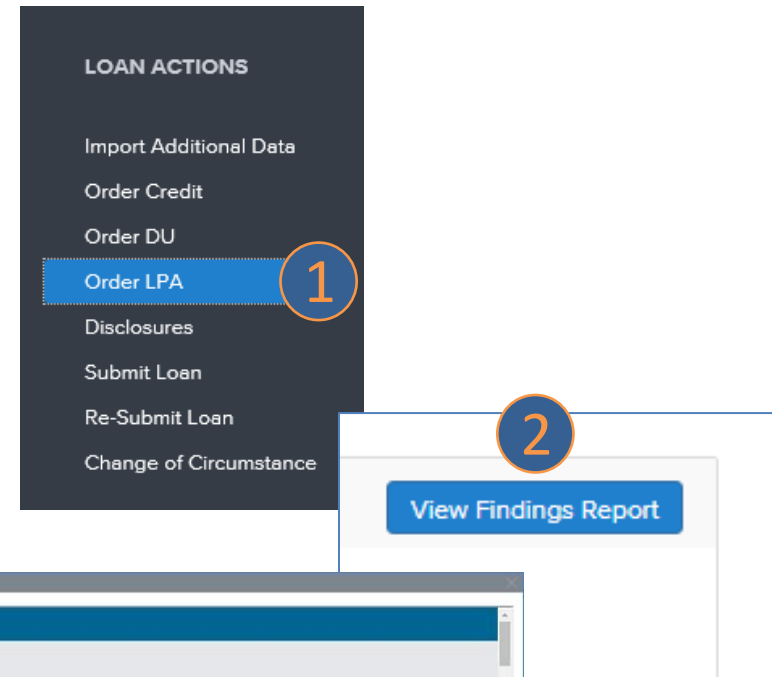 LOAN ACTIONS
Import Additional Data
Order Credit
Order DU
Order LPA
1
Disclosures
Submit Loan
Re-Submit Loan
Change of Circumstance
2
View Findings Report